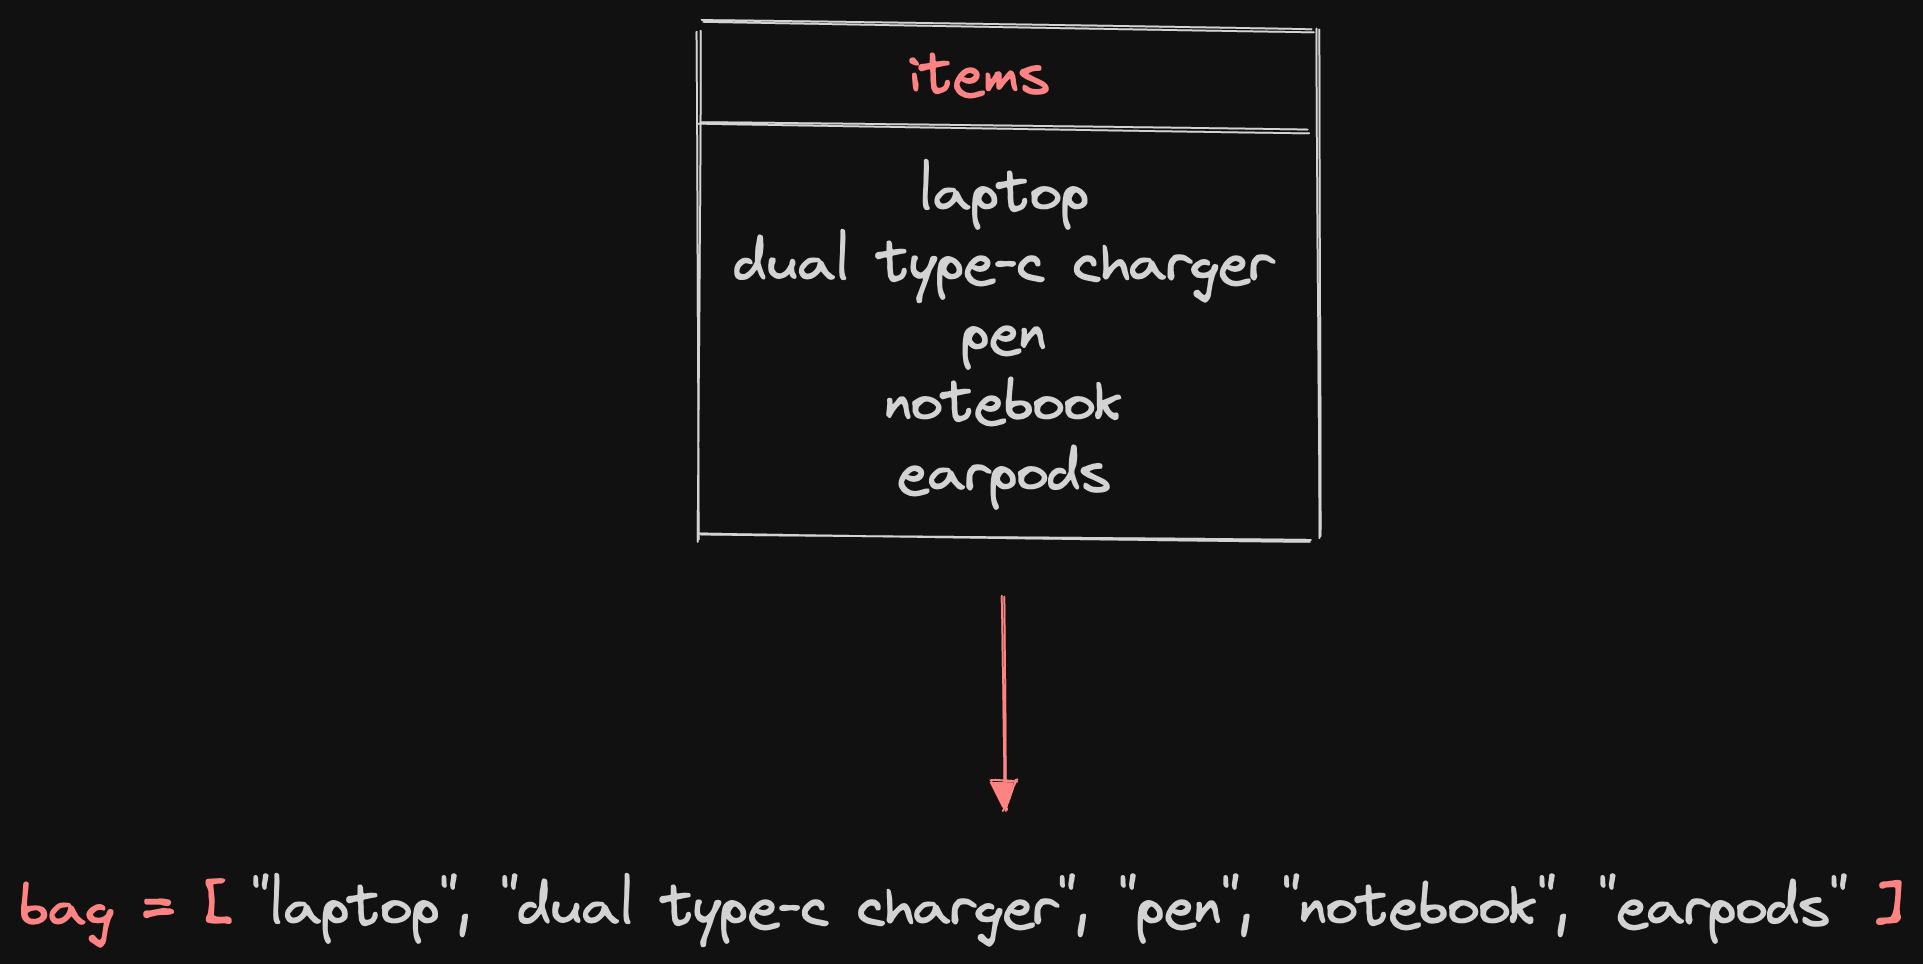 items
laptop
dual type-c charger
pen
notebook
earpods
bag = [ "laptop", "dual type-c charger", "pen", "notebook", "earpods" ]